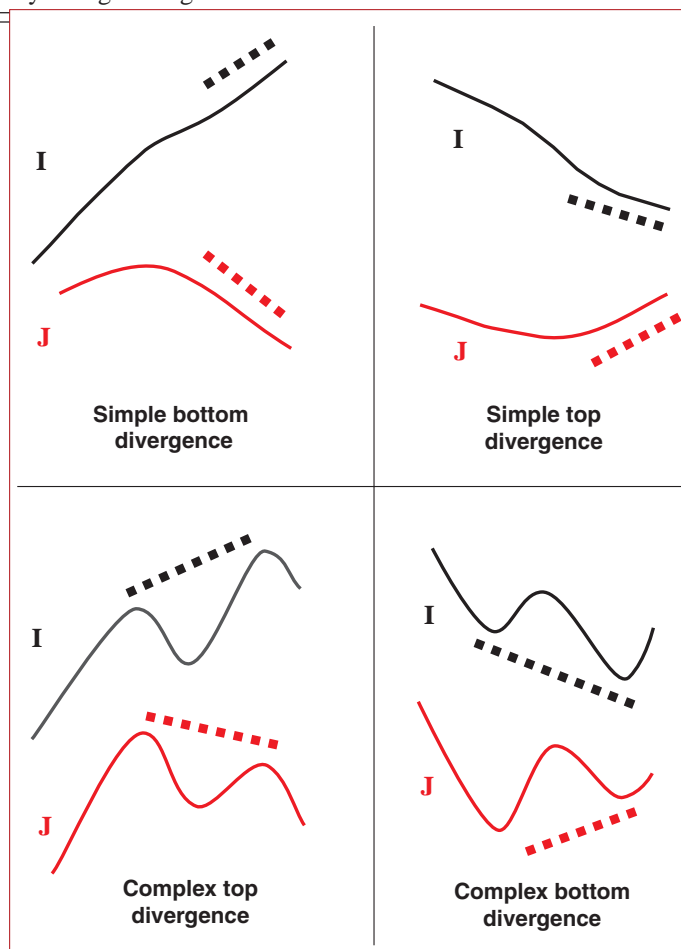 I
J
Simple bottom
divergence
I
J
Simple top
divergence
I
J
Complex top
divergence
I
J
Complex bottom
divergence